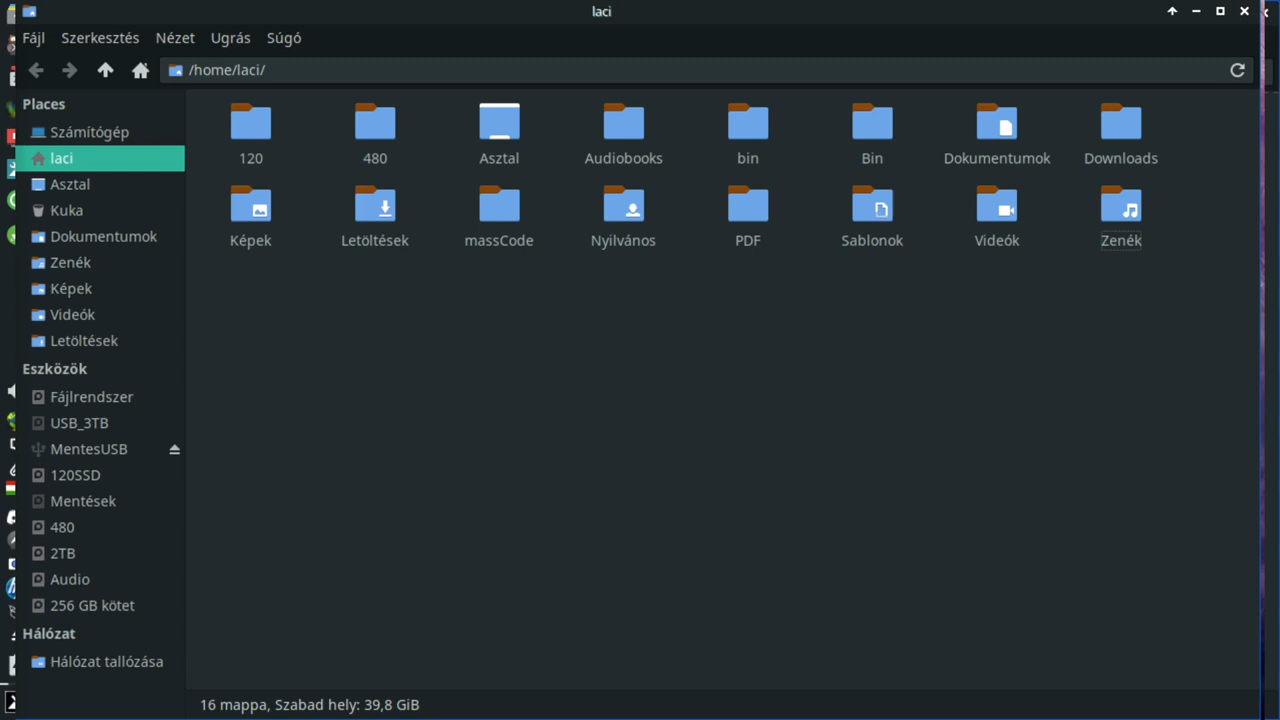 laci
Fájl Szerkesztés Nézet Ugrás Súgó
/home/laci/
Places
Számítógép
laci
Asztal
Kuka
Dokumentumok
Zenék
Képek
Videók
Letöltések
Eszközök
Fájlrendszer
USB_3TB
MentesUSB
120SSD
Mentések
480
2TB
Audio
256 GB kötet
Hálózat
Hálózat tallózása
120 480 Asztal Audiobooks bin Bin Dokumentumok Downloads
Képek Letöltések massCode Nyilvános PDF Sablonok Videók Zenék
16 mappa, Szabad hely: 39,8 GiB